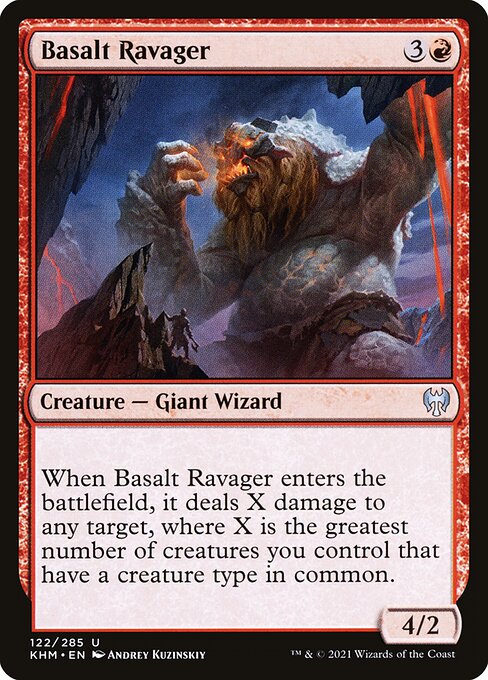 Basalt Ravager 3
Creature — Giant Wizard
When Basalt Ravager enters the
battlefield, it deals X damage to
any target, where X is the greatest
number of creatures you control that
have a creature type in common.
4/2
122/285 U
KHM • EN Andrey Kuzinskiy
™ & © 2021 Wizards of the Coast